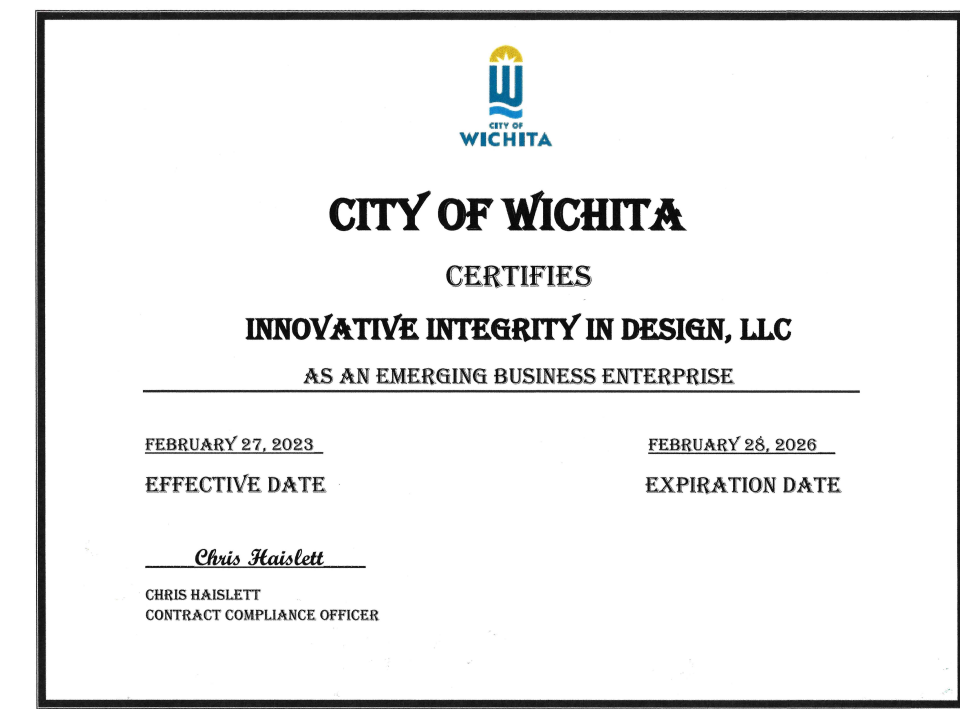 CITY OF
WICHITA
CITY OF WICHITA
CERTIFIES
INNOVATIVE INTEGRITY IN DESIGN, LLC
AS AN EMERGING BUSINESS ENTERPRISE
FEBRUARY 27, 2023 FEBRUARY 28, 2026
EFFECTIVE DATE EXPIRATION DATE
Chris Haislett
CHRIS HAISLETT
CONTRACT COMPLIANCE OFFICER